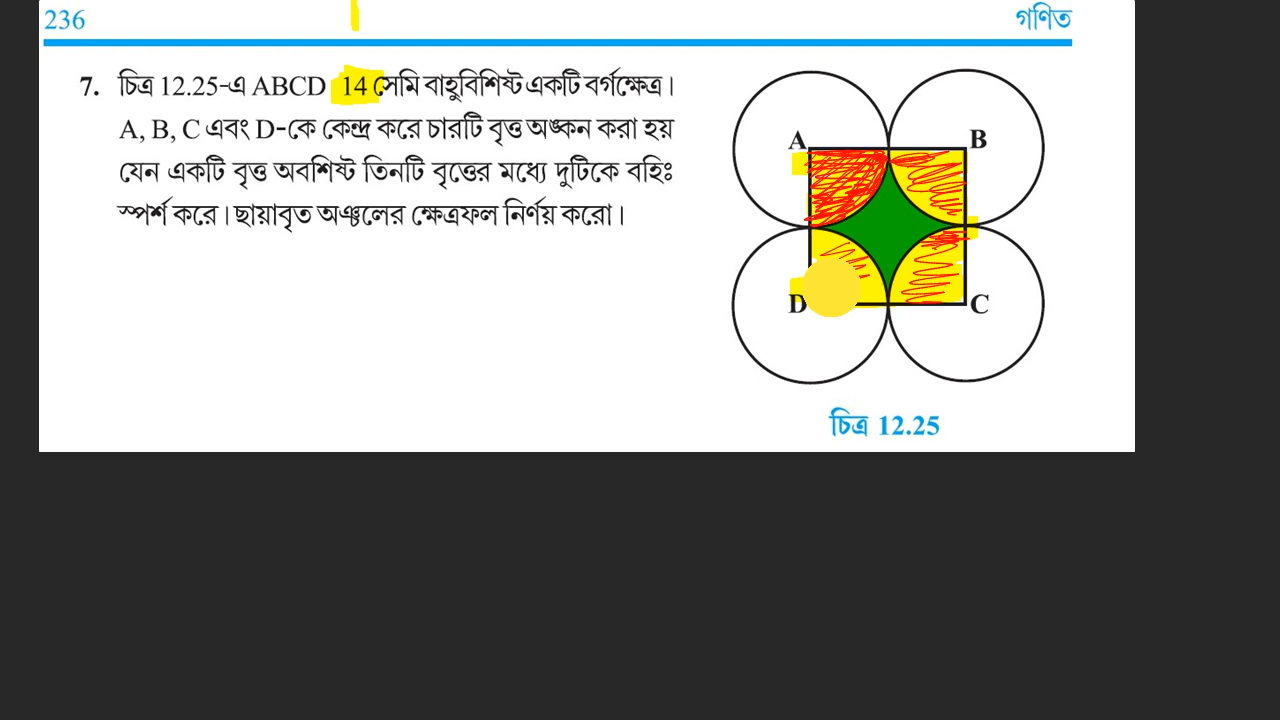 236
গণিত
7. চিত্র 12.25-এ ABCD 14 সেমি বাহুবিশিষ্ট একটি বর্গক্ষেত্র।
A, B, C এবং D-কে কেন্দ্র করে চারটি বৃত্ত অঙ্কন করা হয়
যেন একটি বৃত্ত অবশিষ্ট তিনটি বৃত্তের মধ্যে দুটিকে বহিঃ
স্পর্শ করে। ছায়াবৃত অঞ্চলের ক্ষেত্রফল নির্ণয় করো।
A
B
D
C
চিত্র 12.25